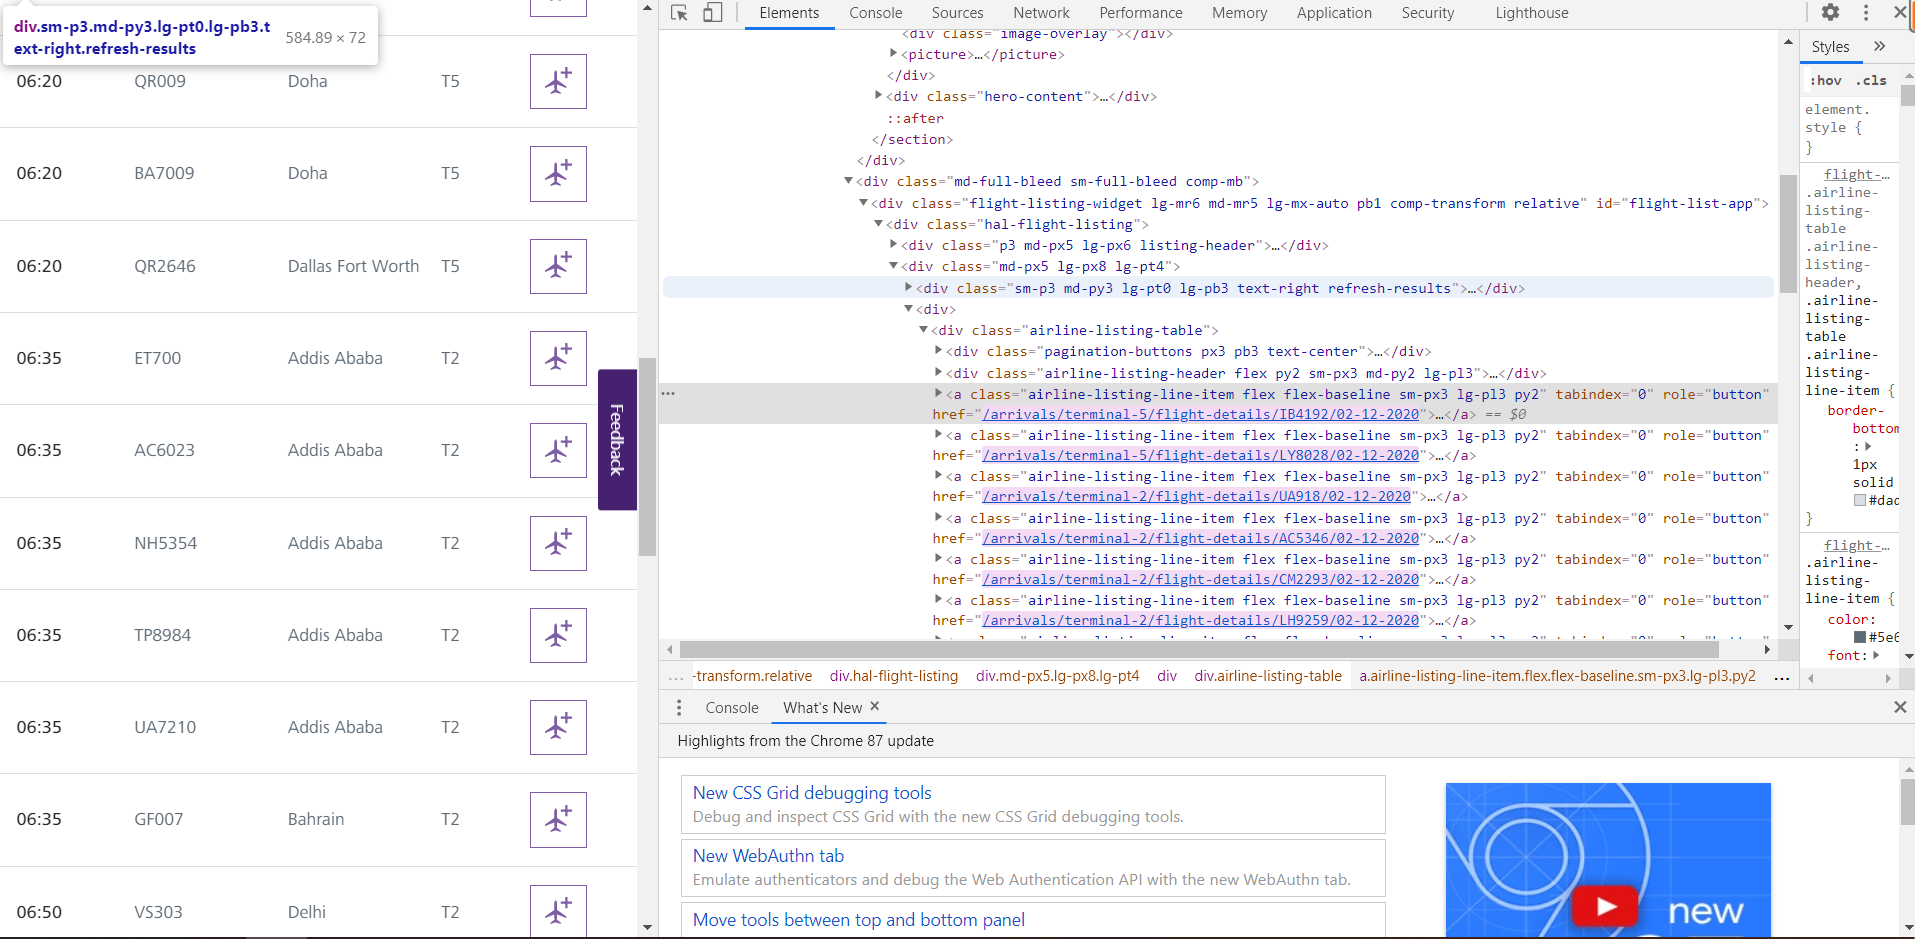 div.sm-p3.md-py3.lg-pt0.lg-pb3.t
ext-right.refresh-results
584.89 × 72
06:20 QR009 Doha T5
06:20 BA7009 Doha T5
06:20 QR2646 Dallas Fort Worth T5
06:35 ET700 Addis Ababa T2
06:35 AC6023 Addis Ababa T2
06:35 NH5354 Addis Ababa T2
06:35 TP8984 Addis Ababa T2
06:35 UA7210 Addis Ababa T2
06:35 GF007 Bahrain T2
06:50 VS303 Delhi T2
Feedback
Elements Console Sources Network Performance Memory Application Security Lighthouse
<div class="image-overlay"></div>
<picture>…</picture>
</div>
<div class="hero-content">…</div>
::after
</section>
</div>
<div class="md-full-bleed sm-full-bleed comp-mb">
<div class="flight-listing-widget lg-mr6 md-mr5 lg-mx-auto pb1 comp-transform relative" id="flight-list-app">
<div class="hal-flight-listing">
<div class="p3 md-px5 lg-px6 listing-header">…</div>
<div class="md-px5 lg-px8 lg-pt4">
<div class="sm-p3 md-py3 lg-pt0 lg-pb3 text-right refresh-results">…</div>
<div>
<div class="airline-listing-table">
<div class="pagination-buttons px3 pb3 text-center">…</div>
<div class="airline-listing-header flex py2 sm-px3 md-py2 lg-pl3">…</div>
<a class="airline-listing-line-item flex flex-baseline sm-px3 lg-pl3 py2" tabindex="0" role="button"
href="/arrivals/terminal-5/flight-details/IB4192/02-12-2020">…</a> == $0
<a class="airline-listing-line-item flex flex-baseline sm-px3 lg-pl3 py2" tabindex="0" role="button"
href="/arrivals/terminal-5/flight-details/LY8028/02-12-2020">…</a>
<a class="airline-listing-line-item flex flex-baseline sm-px3 lg-pl3 py2" tabindex="0" role="button"
href="/arrivals/terminal-2/flight-details/UA918/02-12-2020">…</a>
<a class="airline-listing-line-item flex flex-baseline sm-px3 lg-pl3 py2" tabindex="0" role="button"
href="/arrivals/terminal-2/flight-details/AC5346/02-12-2020">…</a>
<a class="airline-listing-line-item flex flex-baseline sm-px3 lg-pl3 py2" tabindex="0" role="button"
href="/arrivals/terminal-2/flight-details/CM2293/02-12-2020">…</a>
<a class="airline-listing-line-item flex flex-baseline sm-px3 lg-pl3 py2" tabindex="0" role="button"
href="/arrivals/terminal-2/flight-details/LH9259/02-12-2020">…</a>
... -transform.relative div.hal-flight-listing div.md-px5.lg-px8.lg-pt4 div div.airline-listing-table a.airline-listing-line-item.flex.flex-baseline.sm-px3.lg-pl3.py2 ...
Styles
:hov .cls
element.
style {
}
flight-…
.airline-
listing-
table
.airline-
listing-
header,
.airline-
listing-
table
.airline-
listing-
line-item {
border-
bottom
:
1px
solid
#dad
}
flight-…
.airline-
listing-
line-item {
color:
#5e6
font:
Console What's New
Highlights from the Chrome 87 update
New CSS Grid debugging tools
Debug and inspect CSS Grid with the new CSS Grid debugging tools.
New WebAuthn tab
Emulate authenticators and debug the Web Authentication API with the new WebAuthn tab.
Move tools between top and bottom panel
new